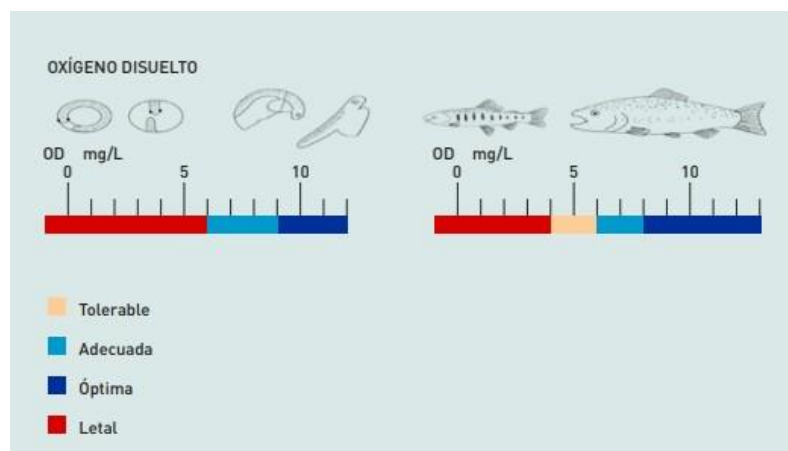 OXÍGENO DISUELTO
OD mg/L
0 5 10
OD mg/L
0 5 10
Tolerable
Adecuada
Óptima
Letal